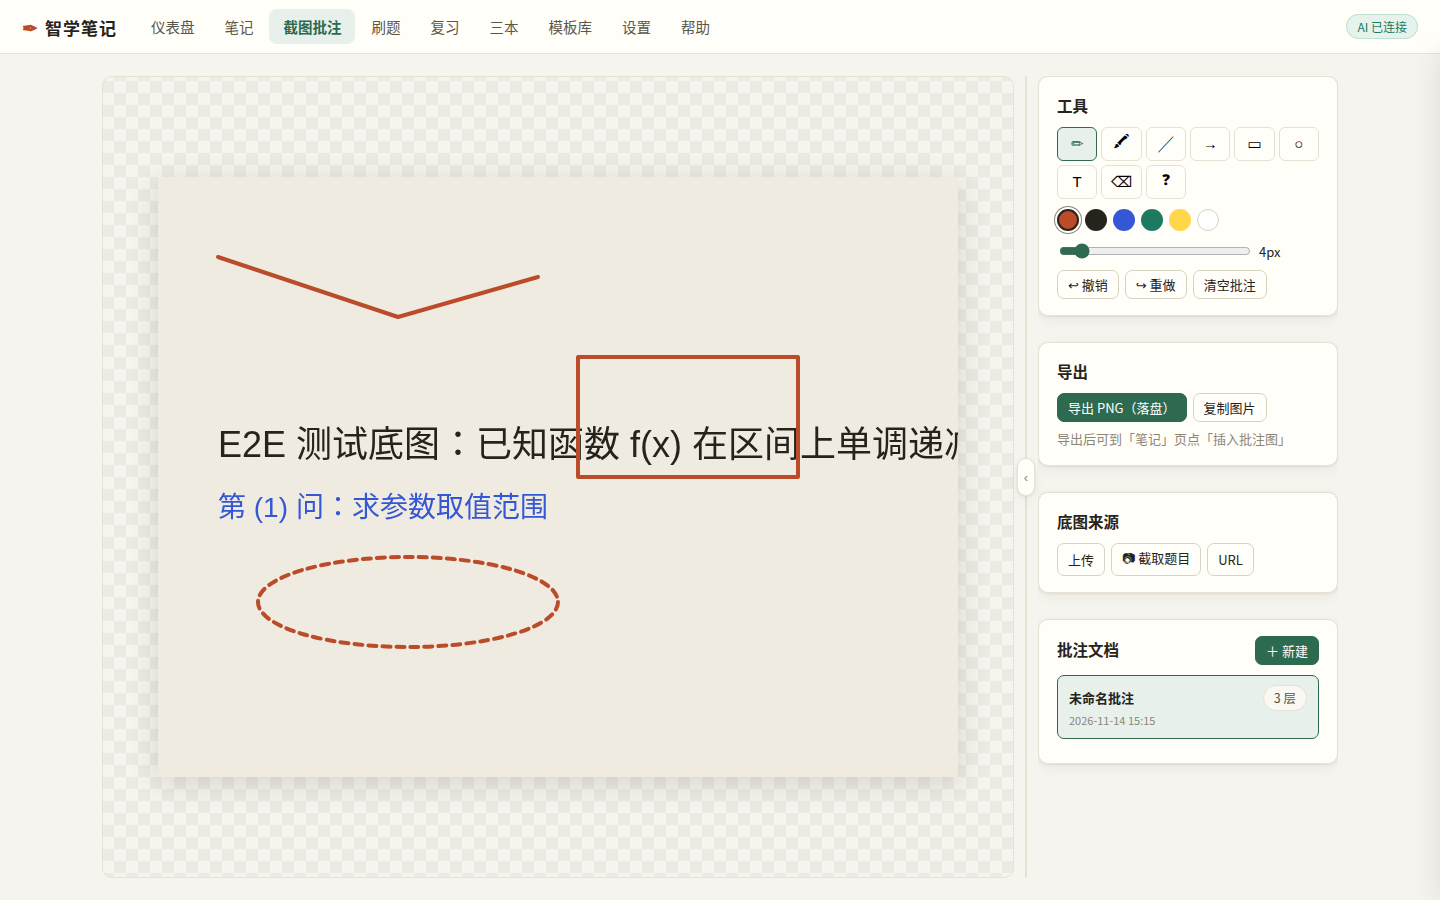 智学笔记 仪表盘 笔记 截图批注 刷题 复习 三本 模板库 设置 帮助 AI 已连接
E2E 测试底图：已知函数 f(x) 在区间上单调递
第 (1) 问：求参数取值范围
工具
T ⌫ ?
4px
↩ 撤销 ↪ 重做 清空批注
导出
导出 PNG（落盘） 复制图片
导出后可到「笔记」页点「插入批注图」
底图来源
上传 截取题目 URL
批注文档 ＋ 新建
未命名批注 3 层
2026-11-14 15:15